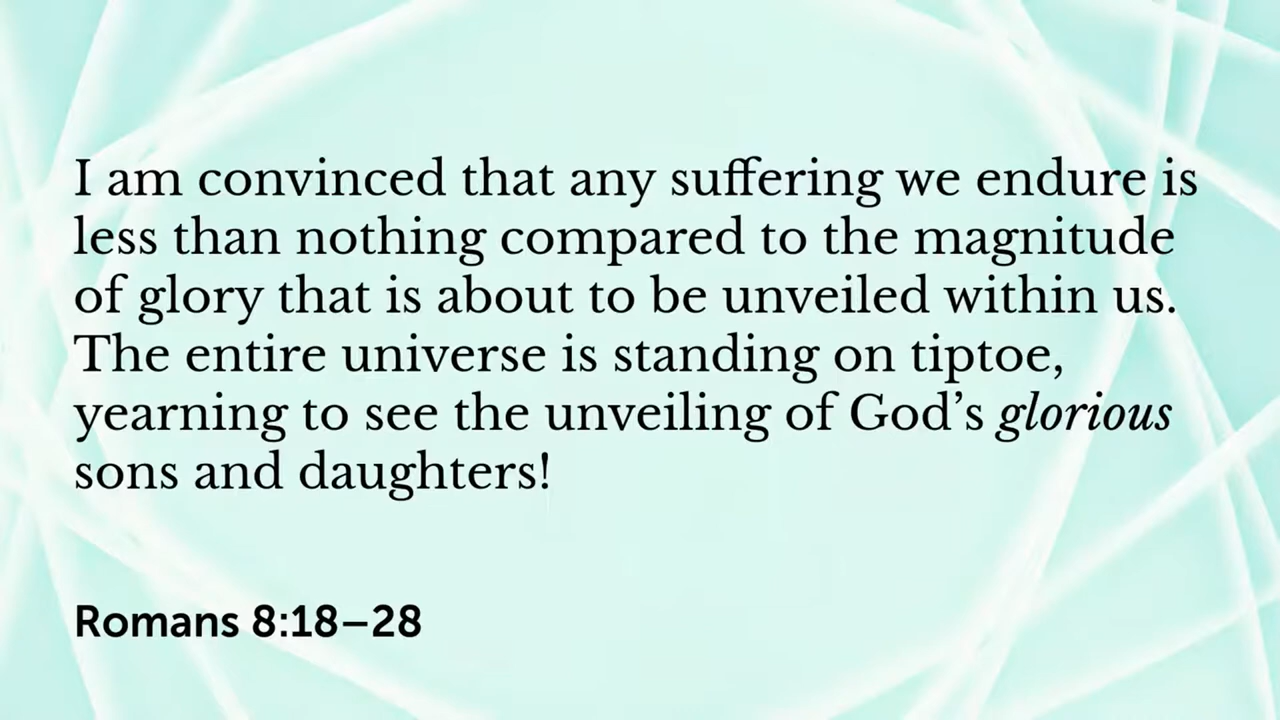 I am convinced that any suffering we endure is
less than nothing compared to the magnitude
of glory that is about to be unveiled within us.
The entire universe is standing on tiptoe,
yearning to see the unveiling of God’s glorious
sons and daughters!
Romans 8:18–28